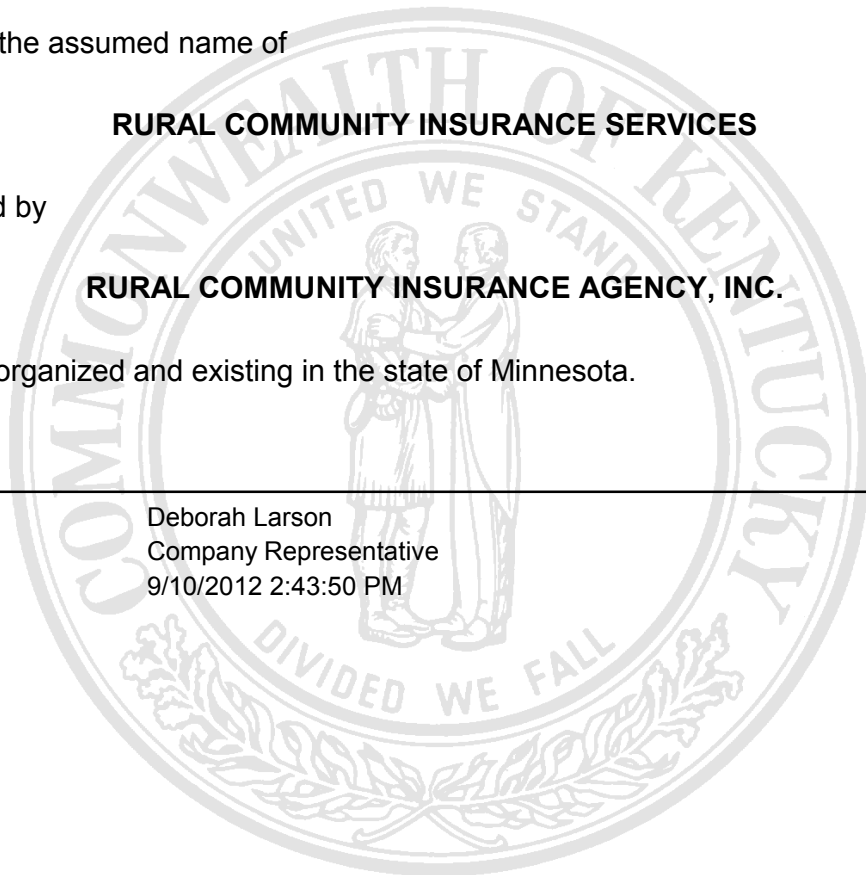 the assumed name of
RURAL COMMUNITY INSURANCE SERVICES
d by
RURAL COMMUNITY INSURANCE AGENCY, INC.
organized and existing in the state of Minnesota.
Deborah Larson
Company Representative
9/10/2012 2:43:50 PM
COMMONWEALTH OF KENTUCKY
UNITED WE STAND
DIVIDED WE FALL